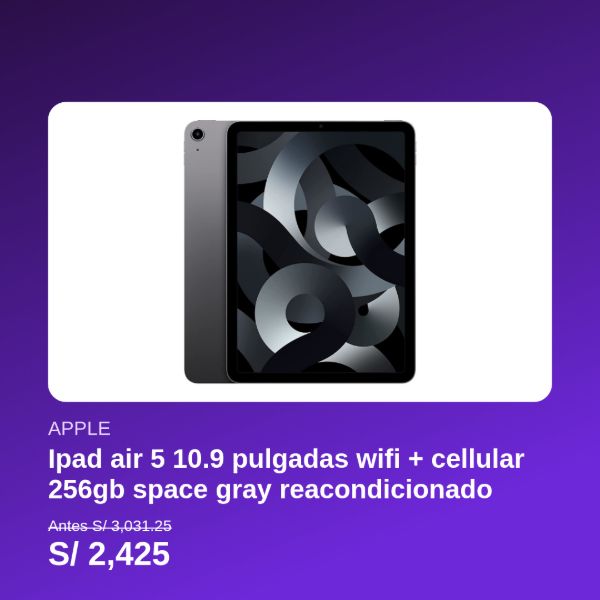 APPLE
Ipad air 5 10.9 pulgadas wifi + cellular
256gb space gray reacondicionado
Antes S/ 3,031.25
S/ 2,425